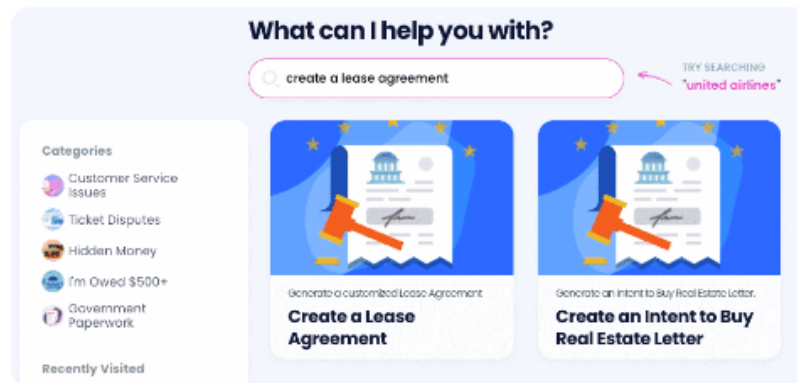 What can I help you with?
create a lease agreement
TRY SEARCHING
"united airlines"
Categories
Customer Service
Issues
Ticket Disputes
Hidden Money
I'm Owed $500+
Government
Paperwork
Recently Visited
Generate a customized Lease Agreement
Create a Lease
Agreement
Generate an Intent to Buy Real Estate Letter.
Create an Intent to Buy
Real Estate Letter